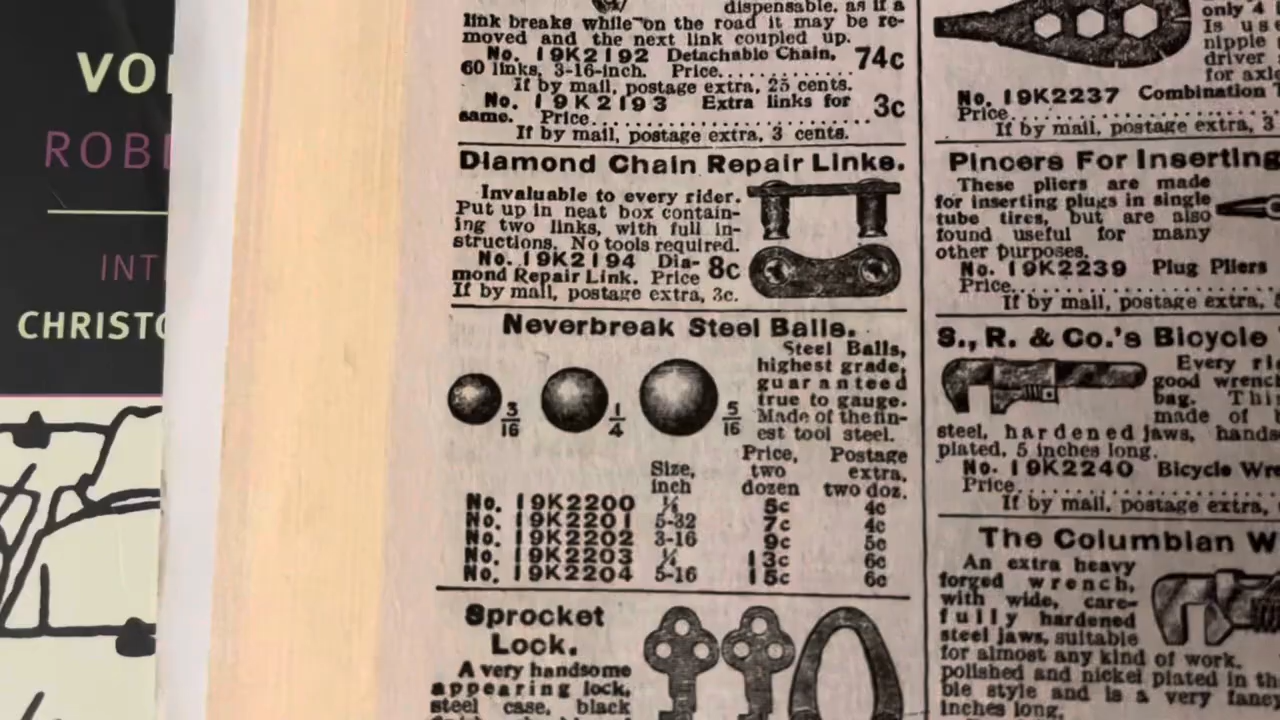 VO
ROB
INT
CHRISTO
dispensable, as if a
link breaks while on the road it may be re-
moved and the next link coupled up.
No. 19K2192 Detachable Chain,
60 links, 3-16-inch. Price.......... 74c
If by mail, postage extra, 25 cents.
No. 19K2193 Extra links for
same. Price.......................... 3c
If by mail, postage extra, 3 cents.
Diamond Chain Repair Links.
Invaluable to every rider.
Put up in neat box contain-
ing two links, with full in-
structions. No tools required.
No. 19K2194 Dia-
mond Repair Link. Price 8c
If by mail, postage extra, 3c.
Neverbreak Steel Balls.
Steel Balls,
highest grade,
guaranteed
true to gauge.
Made of the fin-
est tool steel.
3/16 1/4 5/16
Price, Postage
Size, two extra,
inch dozen two doz.
No. 19K2200 5c 4c
No. 19K2201 5-32 7c 4c
No. 19K2202 3-16 9c 5c
No. 19K2203 ¼ 13c 6c
No. 19K2204 5-16 15c 6c
Sprocket
Lock.
A very handsome
appearing lock,
steel case, black
only 4
Is us
nipple
driver
for axle
No. 19K2237 Combination T
Price
If by mail, postage extra, 3
Pincers For Inserting
These pliers are made
for inserting plugs in single
tube tires, but are also
found useful for many
other purposes.
No. 19K2239 Plug Pliers
Price
If by mail, postage extra,
S., R. & Co.'s Bicycle
Every ri
good wrench
bag. Thi
made of
steel, hardened jaws, hands
plated, 5 inches long.
No. 19K2240 Bicycle Wre
Price
If by mail, postage extra,
The Columbian W
An extra heavy
forged wrench,
with wide, care-
fully hardened
steel jaws, suitable
for almost any kind of work,
polished and nickel plated in th
ble style and is a very fancy
inches long.